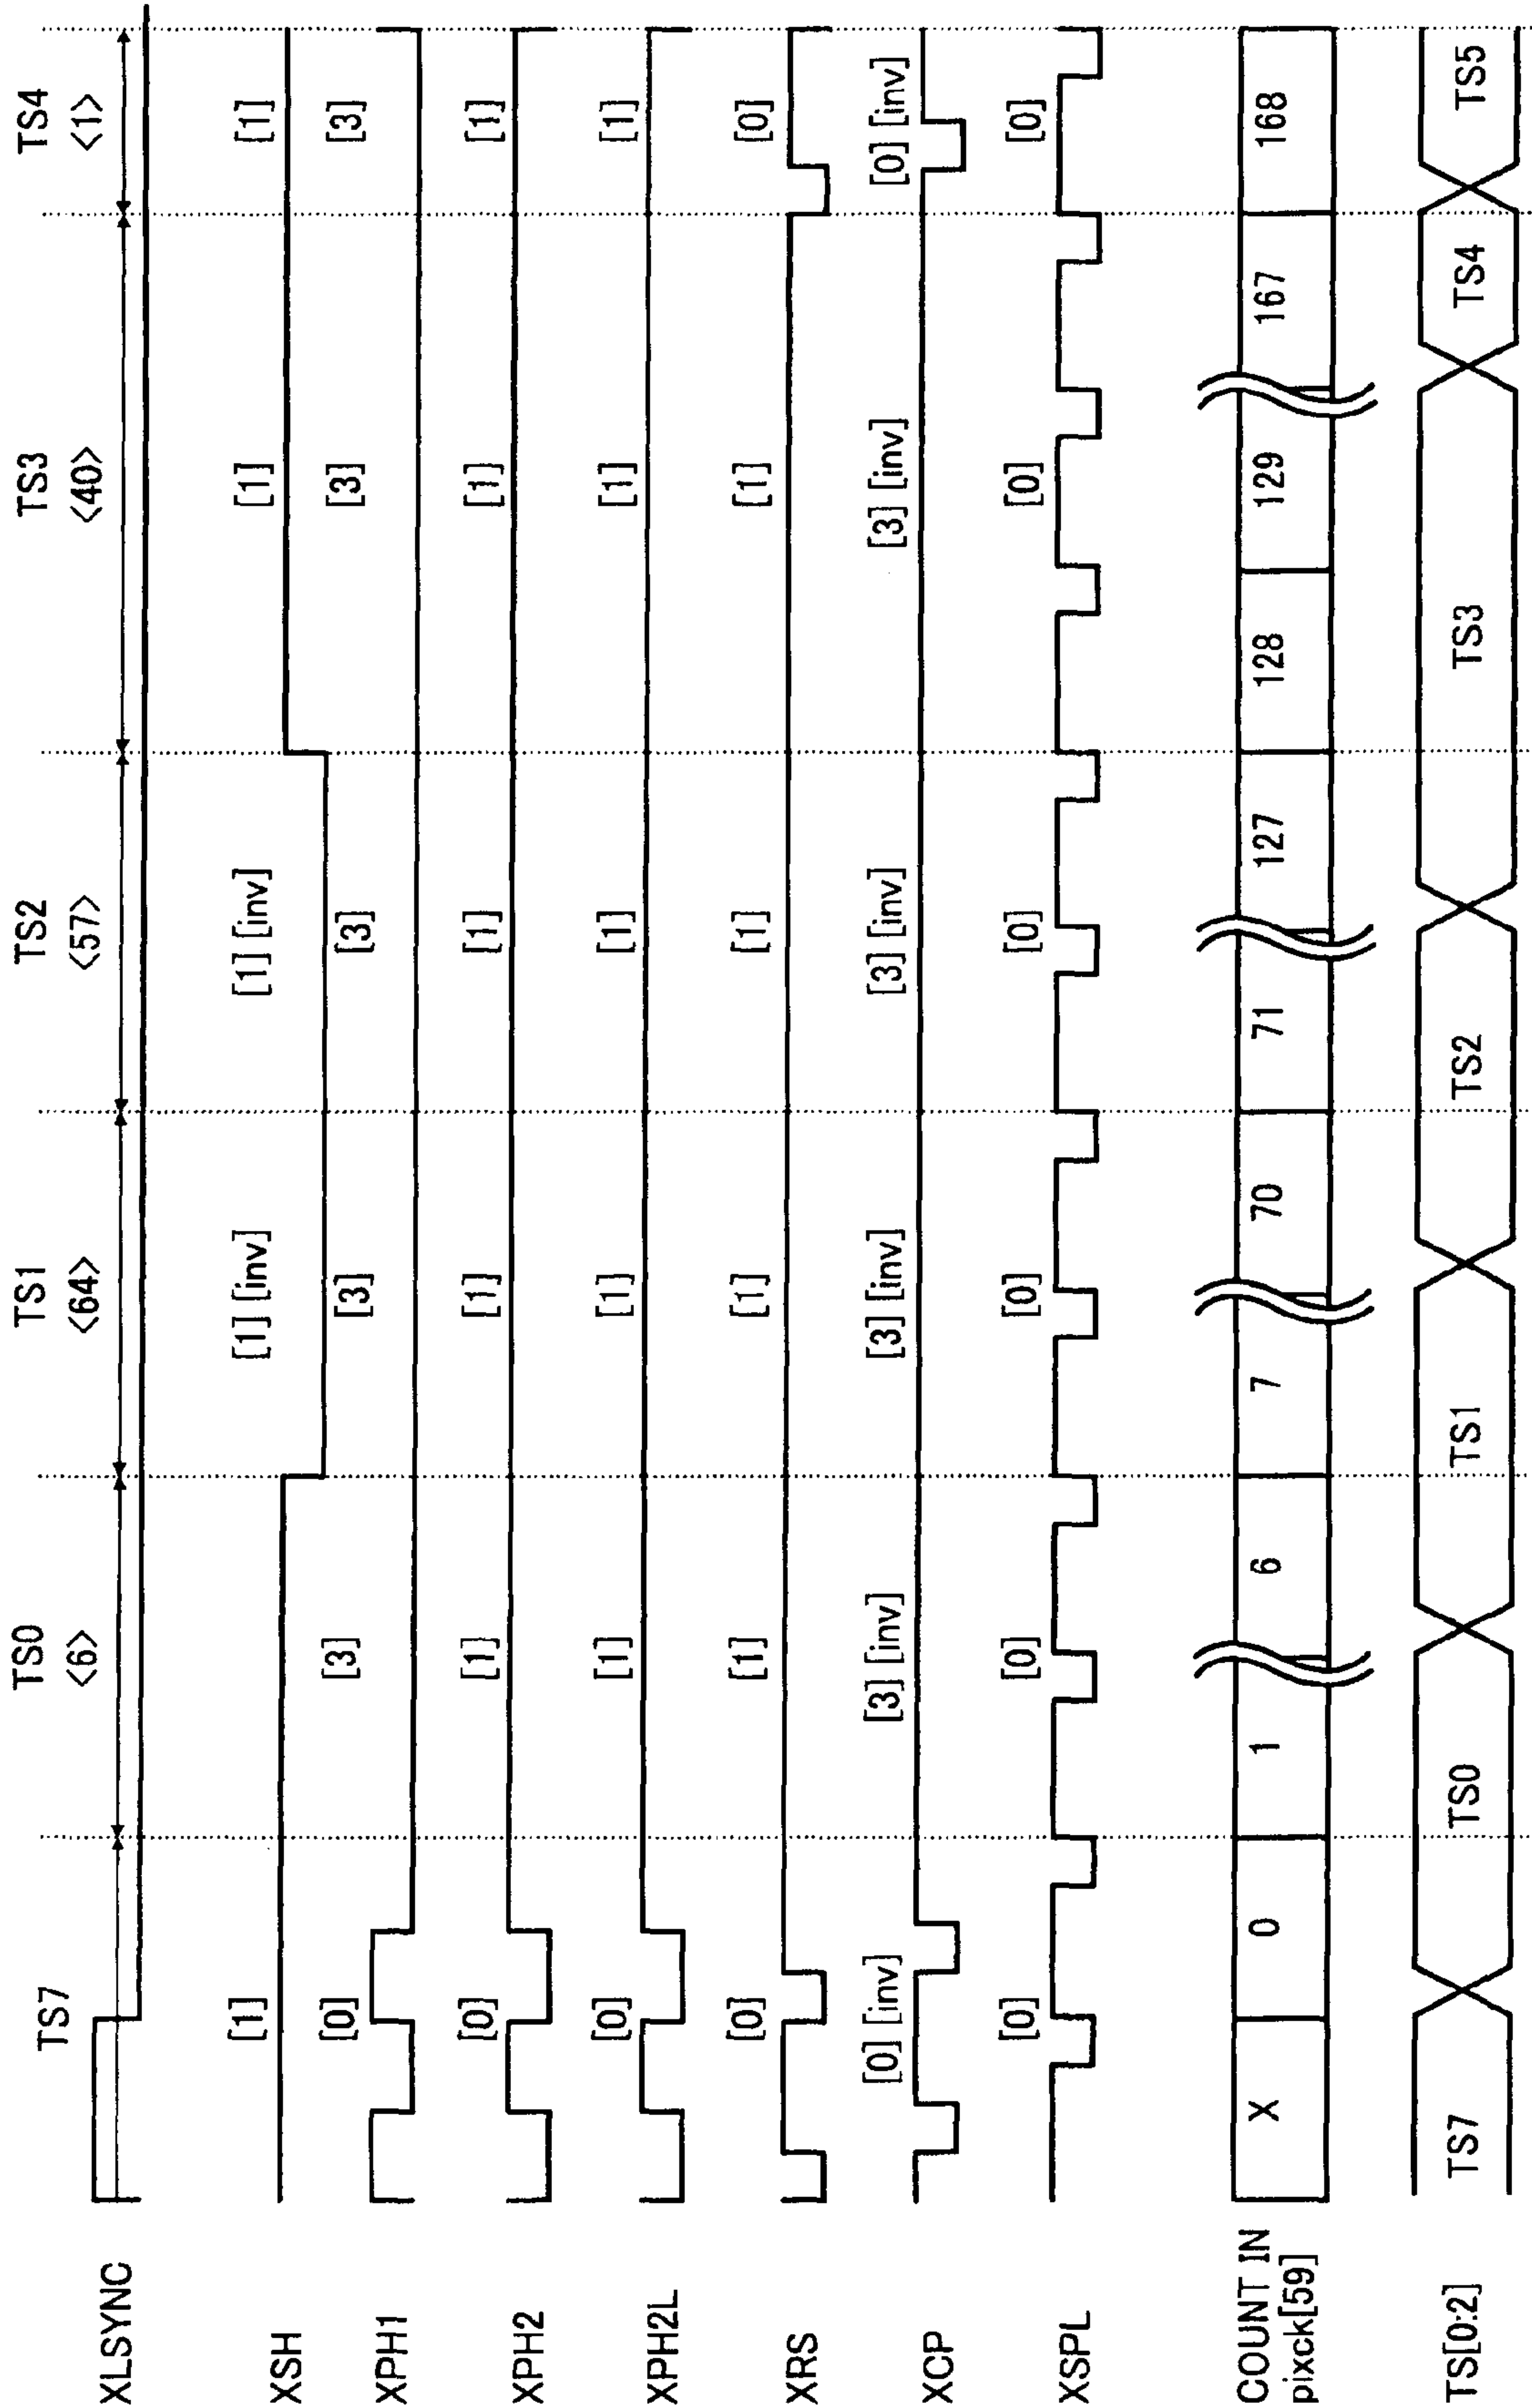 TS7 TS0 TS1 TS2 TS3 TS4
<6> <64> <57> <40> <1>
XLSYNC
XSH [1] [1] [inv] [1] [inv] [1] [1]
XPH1 [0] [3] [3] [3] [3] [3]
XPH2 [0] [1] [1] [1] [1] [1]
XPH2L [0] [1] [1] [1] [1] [1]
XRS [0] [1] [1] [1] [1] [0]
XCP [0] [inv] [3] [inv] [3] [inv] [3] [inv] [3] [inv] [0] [inv]
XSPL [0] [0] [0] [0] [0] [0]
COUNT IN
pixck[59] X 0 1 6 7 70 71 127 128 129 167 168
TS[0:2] TS7 TS0 TS1 TS2 TS3 TS4 TS5